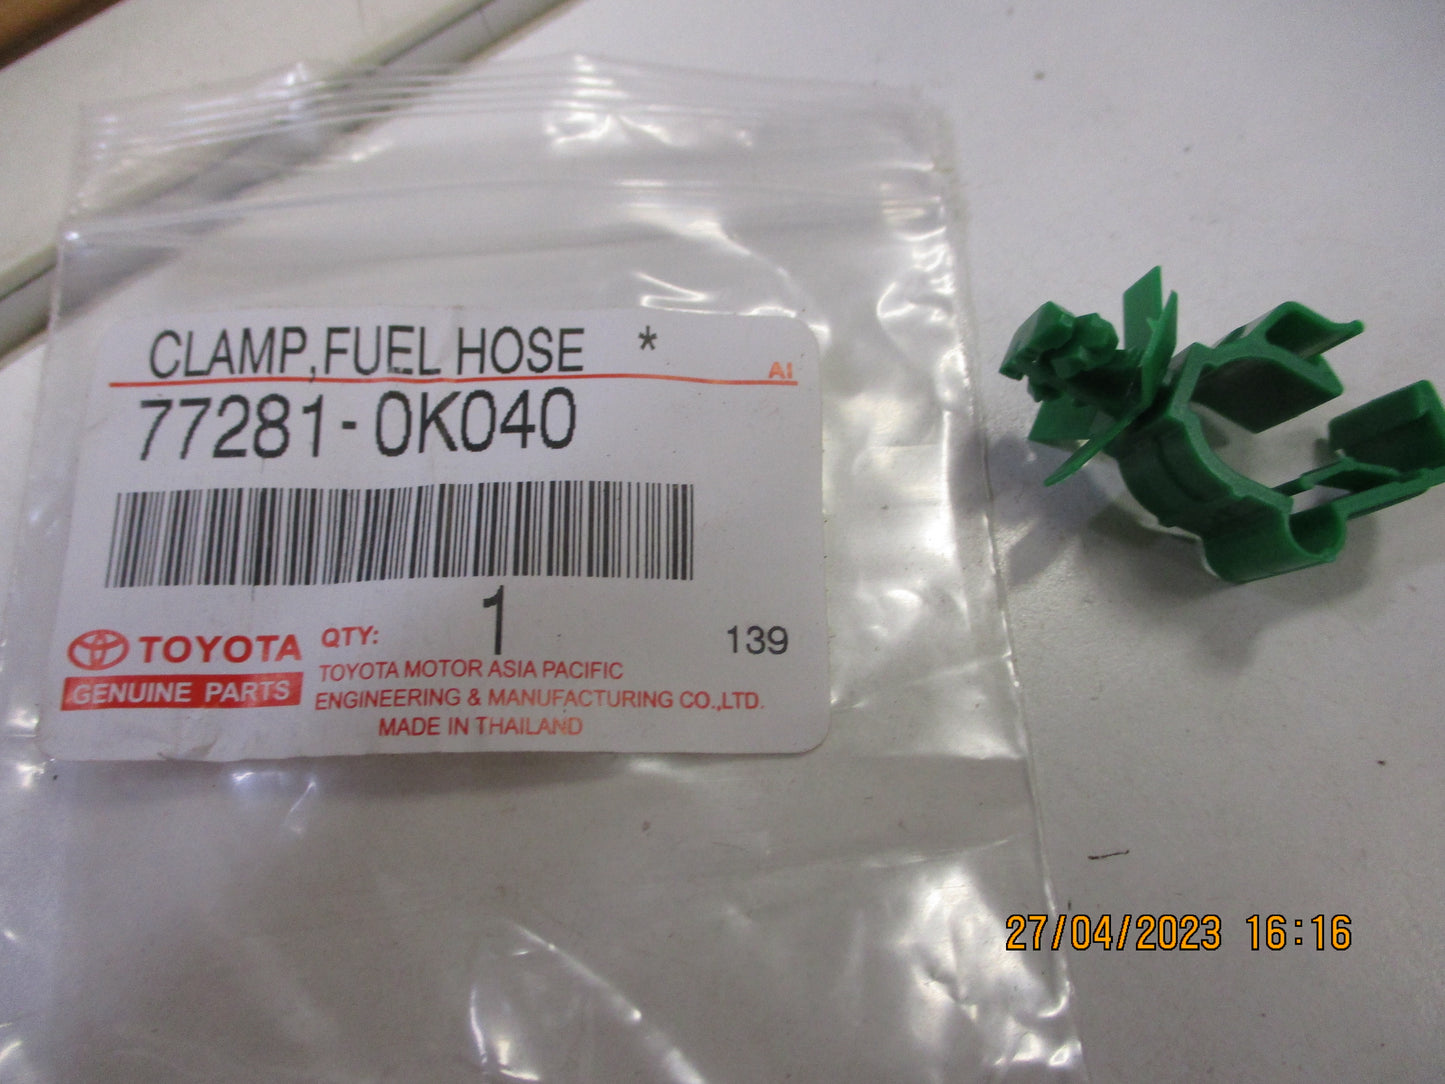 CLAMP,FUEL HOSE *
AI
77281-0K040
1
TOYOTA QTY: 139
GENUINE PARTS
TOYOTA MOTOR ASIA PACIFIC
ENGINEERING & MANUFACTURING CO.,LTD.
MADE IN THAILAND
27/04/2023 16:16